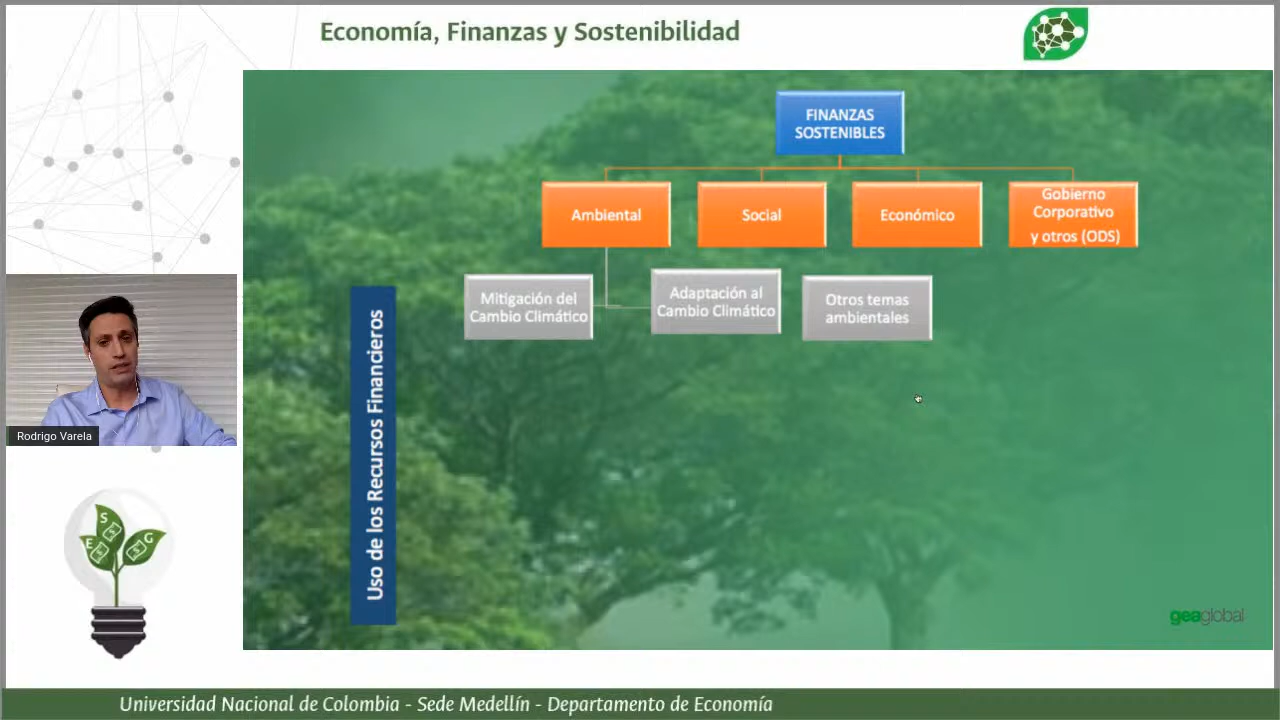 Economía, Finanzas y Sostenibilidad
FINANZAS
SOSTENIBLES
Ambiental
Social
Económico
Gobierno
Corporativo
y otros (ODS)
Mitigación del
Cambio Climático
Adaptación al
Cambio Climático
Otros temas
ambientales
Uso de los Recursos Financieros
Rodrigo Varela
S
E
G
geaglobal
Universidad Nacional de Colombia - Sede Medellín - Departamento de Economía